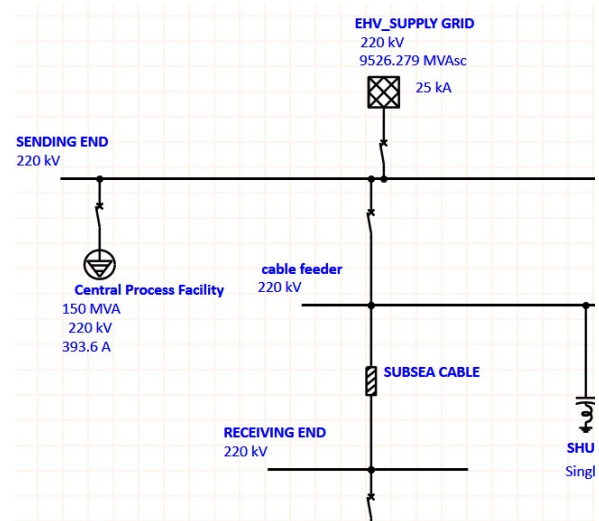 EHV_SUPPLY GRID
220 kV
9526.279 MVAsc
25 kA
SENDING END
220 kV
Central Process Facility
150 MVA
220 kV
393.6 A
cable feeder
220 kV
SUBSEA CABLE
RECEIVING END
220 kV
SHU
Singl